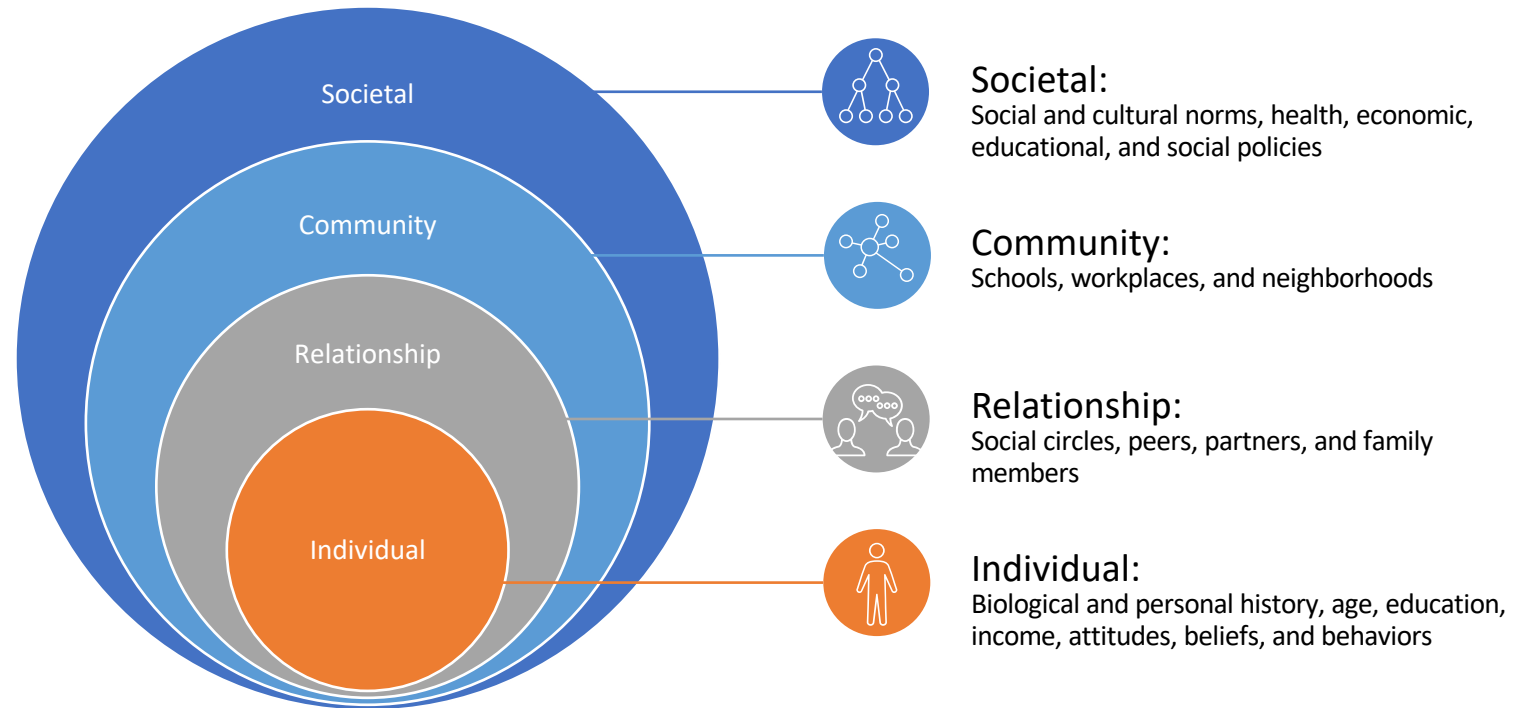 Societal
Community
Relationship
Individual
Societal:
Social and cultural norms, health, economic,
educational, and social policies
Community:
Schools, workplaces, and neighborhoods
Relationship:
Social circles, peers, partners, and family
members
Individual:
Biological and personal history, age, education,
income, attitudes, beliefs, and behaviors